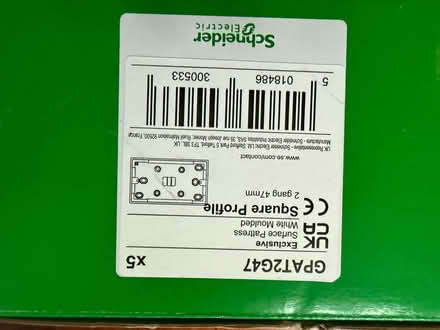 GPAT2G47
x5
Exclusive
Surface Pattress
White Moulded
Square Profile
2 gang 47mm
UK
CA
CE
www.se.com/contact
UK Representative - Schneider Electric Ltd, Stafford Park 5 Telford, TF3 3BL, UK
Manufacture - Schneider Electric Industries SAS, 35 rue Joseph Monier, Rueil Malmaison 92500, France
5 018486 300533
Schneider
Electric